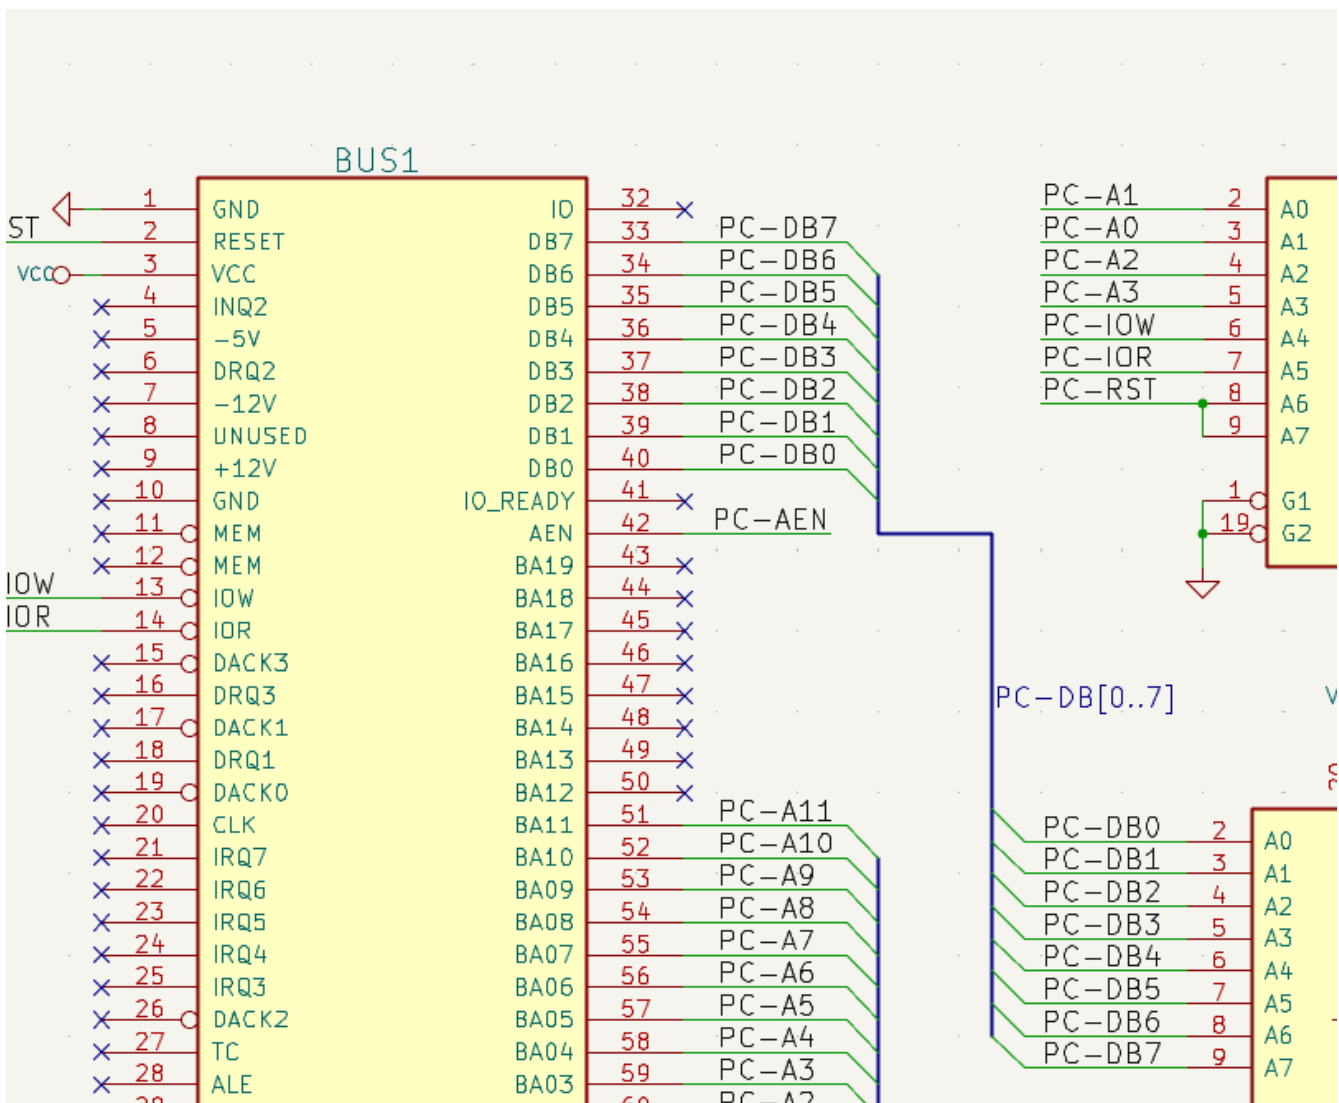 BUS1
1 GND
ST 2 RESET
VCC 3 VCC
4 INQ2
5 -5V
6 DRQ2
7 -12V
8 UNUSED
9 +12V
10 GND
11 MEM
12 MEM
IOW 13 IOW
IOR 14 IOR
15 DACK3
16 DRQ3
17 DACK1
18 DRQ1
19 DACK0
20 CLK
21 IRQ7
22 IRQ6
23 IRQ5
24 IRQ4
25 IRQ3
26 DACK2
27 TC
28 ALE
IO 32
DB7 33 PC-DB7
DB6 34 PC-DB6
DB5 35 PC-DB5
DB4 36 PC-DB4
DB3 37 PC-DB3
DB2 38 PC-DB2
DB1 39 PC-DB1
DB0 40 PC-DB0
IO_READY 41
AEN 42 PC-AEN
BA19 43
BA18 44
BA17 45
BA16 46
BA15 47
BA14 48
BA13 49
BA12 50
BA11 51 PC-A11
BA10 52 PC-A10
BA09 53 PC-A9
BA08 54 PC-A8
BA07 55 PC-A7
BA06 56 PC-A6
BA05 57 PC-A5
BA04 58 PC-A4
BA03 59 PC-A3
PC-A1 2 A0
PC-A0 3 A1
PC-A2 4 A2
PC-A3 5 A3
PC-IOW 6 A4
PC-IOR 7 A5
PC-RST 8 A6
9 A7
1 G1
19 G2
PC-DB[0..7]
PC-DB0 2 A0
PC-DB1 3 A1
PC-DB2 4 A2
PC-DB3 5 A3
PC-DB4 6 A4
PC-DB5 7 A5
PC-DB6 8 A6
PC-DB7 9 A7